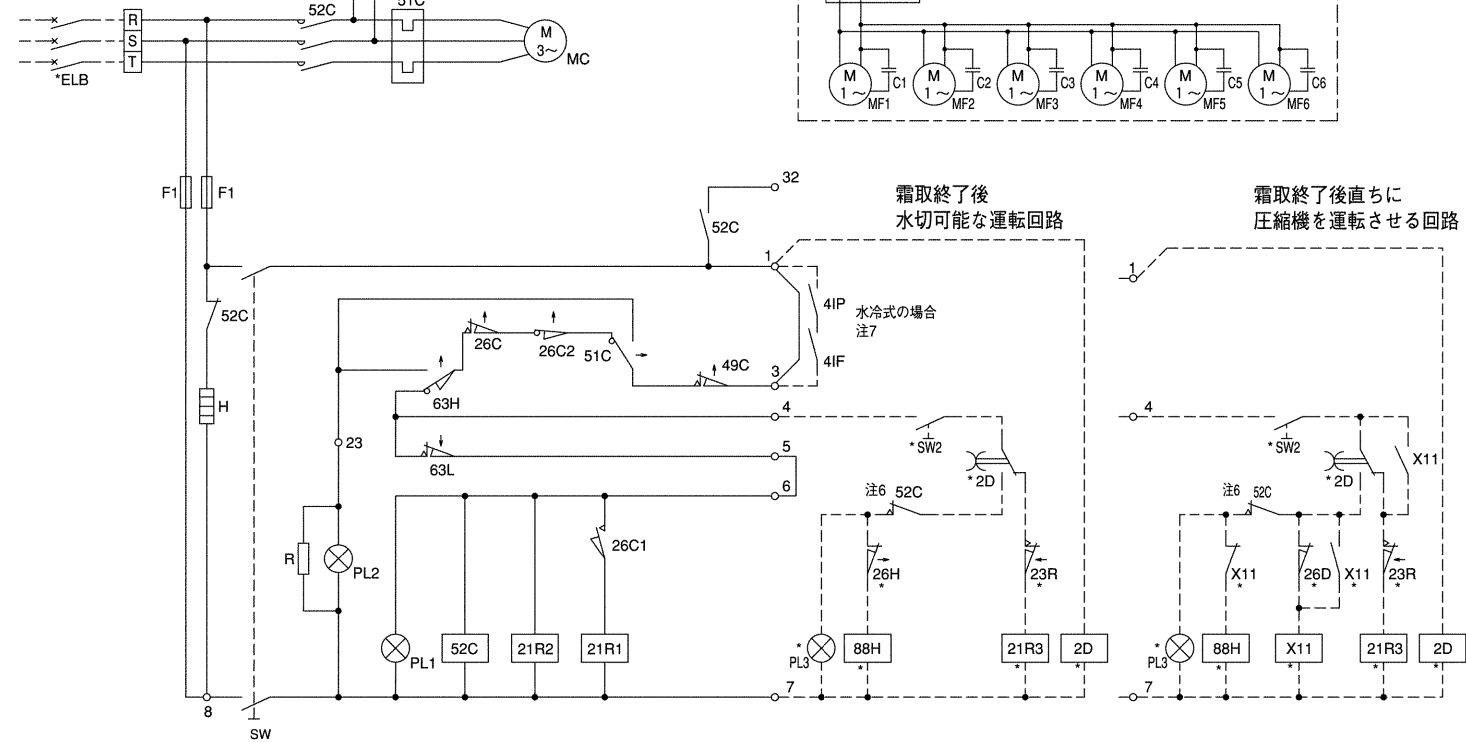 52C
51C
R
S
T
*ELB
M
3~
MC
M
1~
MF1
C1
M
1~
MF2
C2
M
1~
MF3
C3
M
1~
MF4
C4
M
1~
MF5
C5
M
1~
MF6
C6
F1
F1
32
52C
霜取終了後
水切可能な運転回路
霜取終了後直ちに
圧縮機を運転させる回路
1
1
52C
4IP
水冷式の場合
注7
26C
26C2
51C
4IF
49C
3
63H
H
4
4
23
*SW2
*SW2
63L
5
*2D
*2D
X11
6
注6
52C
注6
52C
26C1
R
PL2
26H
*
23R
*
X11
*
26D
*
X11
*
23R
*
PL1
52C
21R2
21R1
*
PL3
88H
*
21R3
*
2D
*
PL3
88H
*
X11
*
21R3
*
2D
*
8
7
7
SW